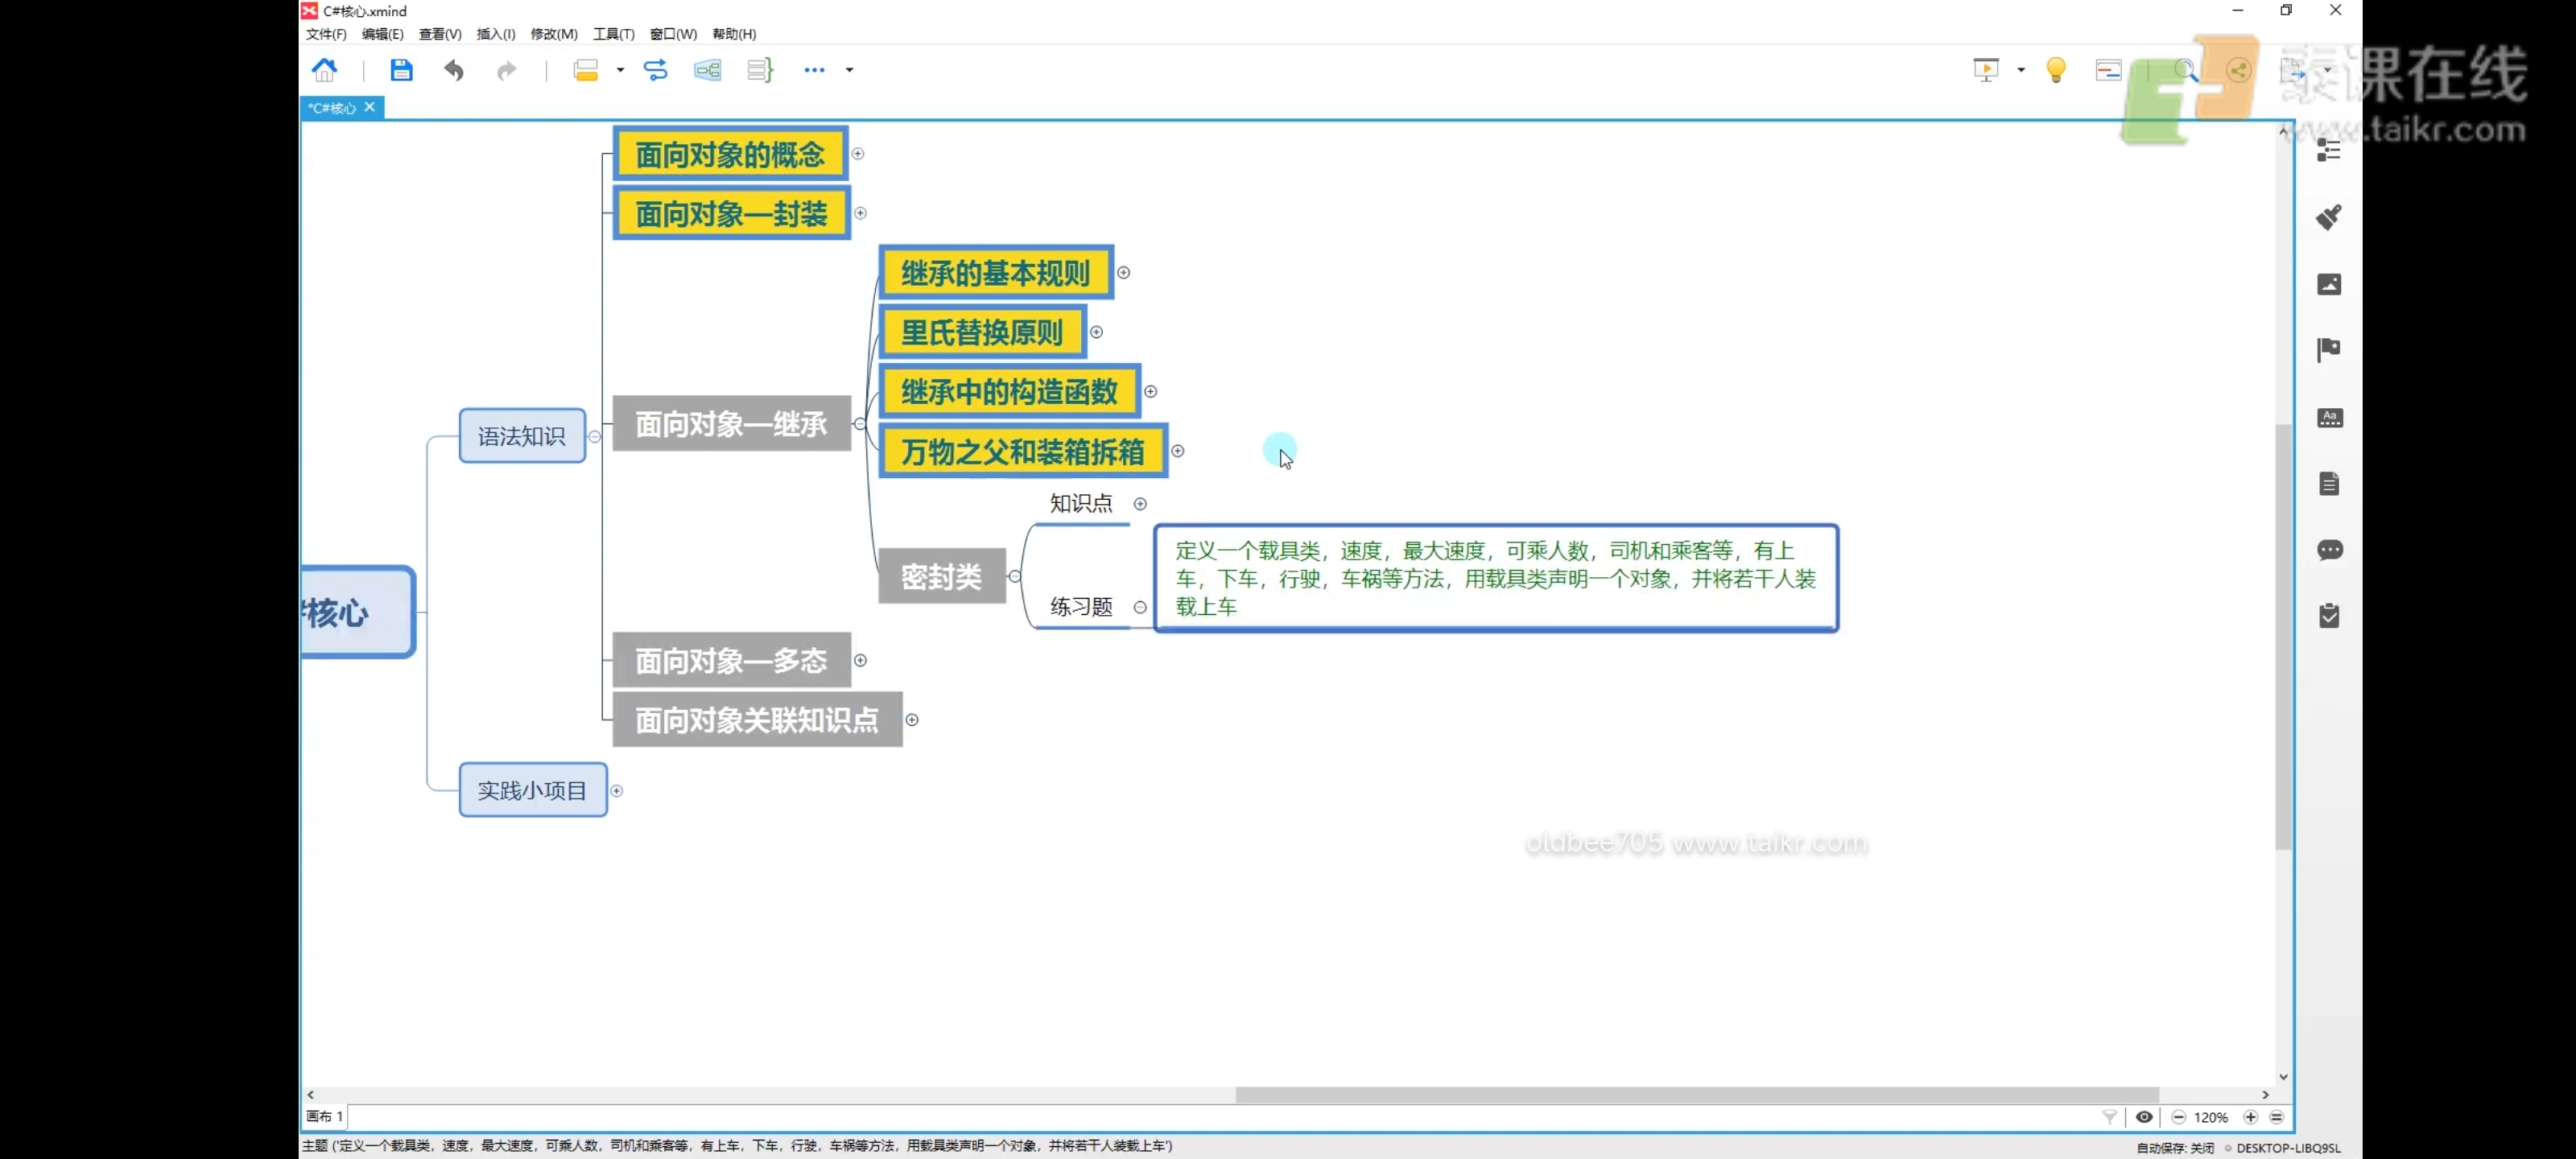 C#核心.xmind
文件(F) 编辑(E) 查看(V) 插入(I) 修改(M) 工具(T) 窗口(W) 帮助(H)
泰课在线
www.taikr.com
*C#核心
面向对象的概念
面向对象—封装
继承的基本规则
里氏替换原则
继承中的构造函数
面向对象—继承
语法知识
万物之父和装箱拆箱
知识点
定义一个载具类，速度，最大速度，可乘人数，司机和乘客等，有上
车，下车，行驶，车祸等方法，用载具类声明一个对象，并将若干人装
载上车
密封类
练习题
#核心
面向对象—多态
面向对象关联知识点
实践小项目
oldbee705 www.taikr.com
画布 1
120%
主题 ('定义一个载具类，速度，最大速度，可乘人数，司机和乘客等，有上车，下车，行驶，车祸等方法，用载具类声明一个对象，并将若干人装载上车')
自动保存: 关闭 DESKTOP-LIBQ9SL